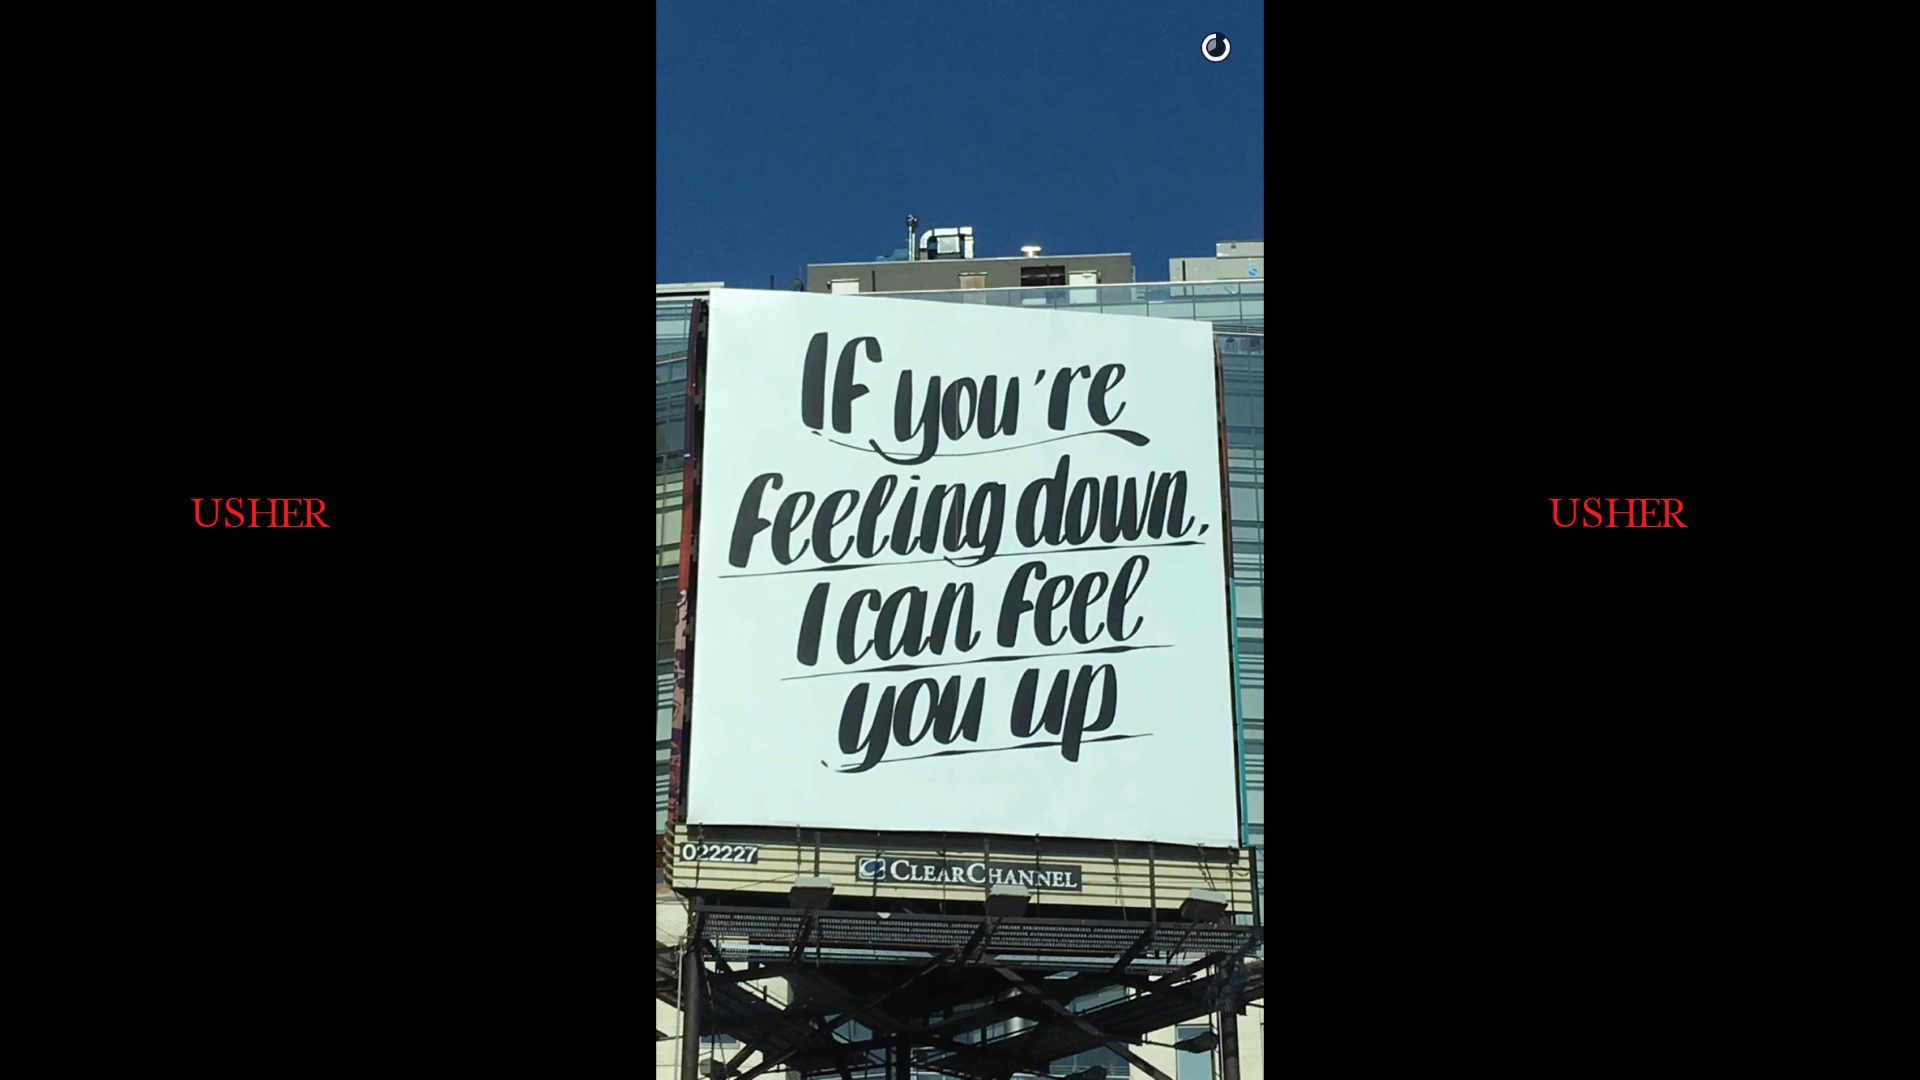 If you're
feeling down,
I can feel
you up
022227
CLEARCHANNEL
USHER
USHER